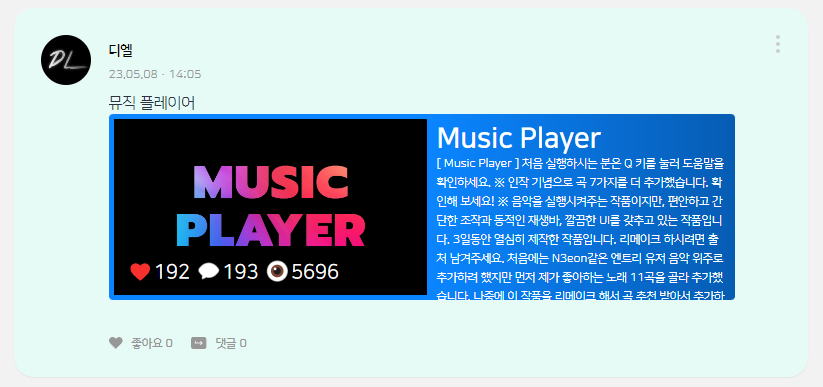 DL
디엘
23.05.08 · 14:05
뮤직 플레이어
MUSIC
PLAYER
192 193 5696
Music Player
[ Music Player ] 처음 실행하시는 분은 Q 키를 눌러 도움말을
확인하세요. ※ 인작 기념으로 곡 7가지를 더 추가했습니다. 확
인해 보세요! ※ 음악을 실행시켜주는 작품이지만, 편안하고 간
단한 조작과 동적인 재생바, 깔끔한 UI를 갖추고 있는 작품입니
다. 3일동안 열심히 제작한 작품입니다. 리메이크 하시려면 출
처 남겨주세요. 처음에는 N3eon같은 엔트리 유저 음악 위주로
추가하려 했지만 먼저 제가 좋아하는 노래 11곡을 골라 추가했
습니다. 나중에 이 작품을 리메이크 해서 곡 추천 받아서 추가하
좋아요 0 댓글 0